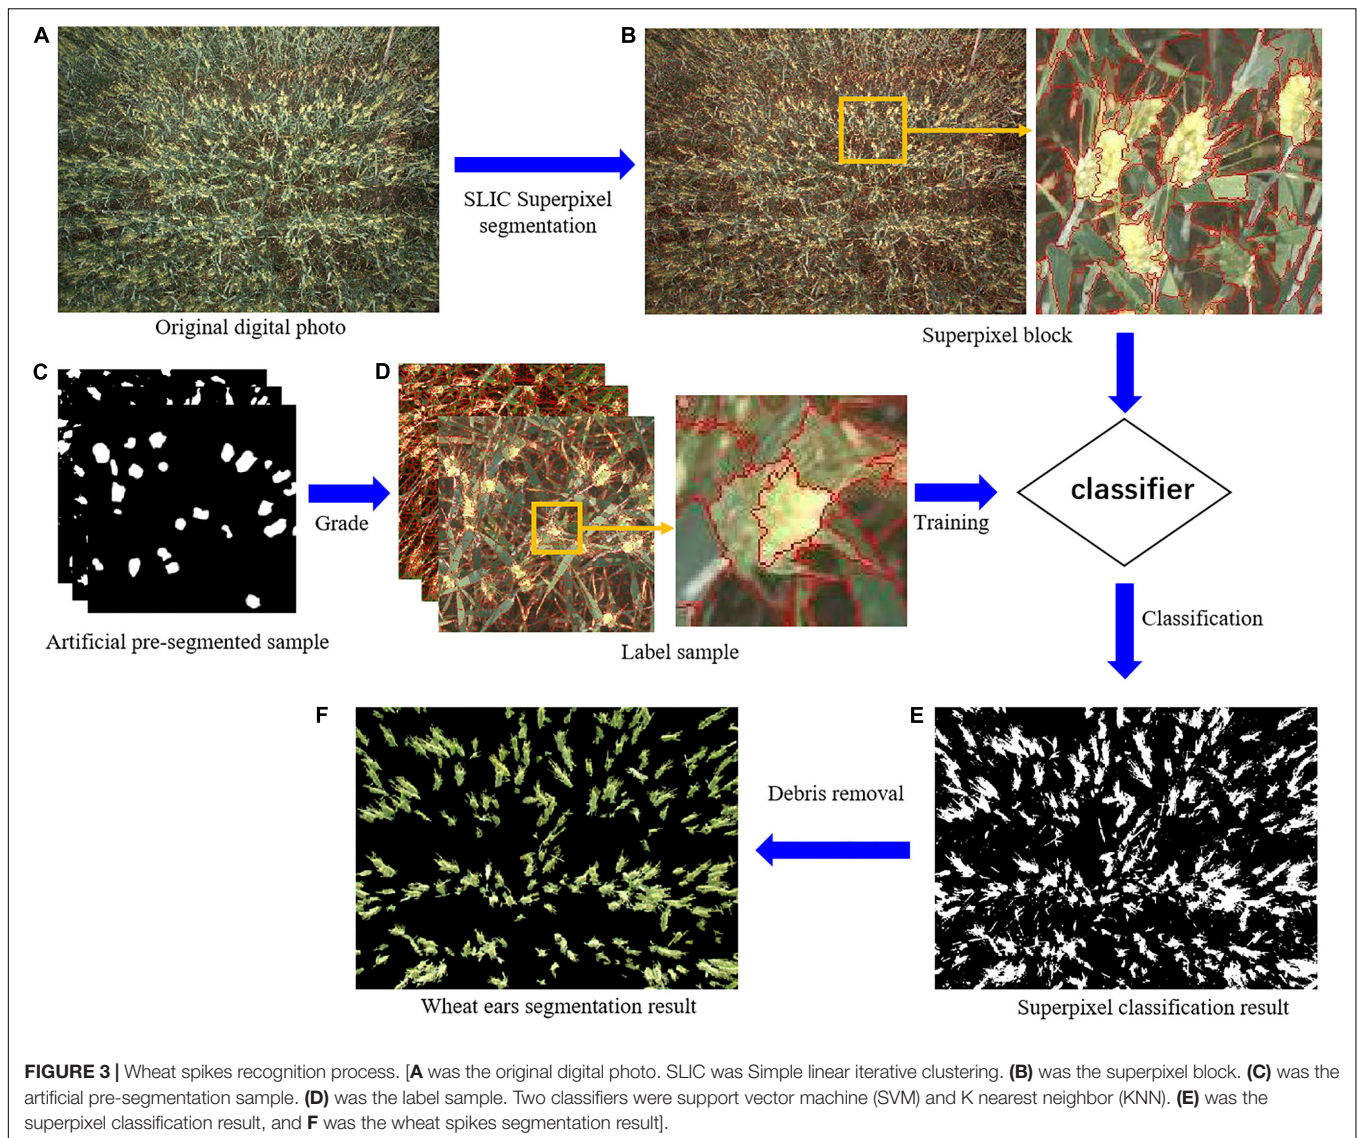 A
B
SLIC Superpixel
segmentation
Original digital photo
Superpixel block
C
D
Grade
Training
classifier
Artificial pre-segmented sample
Label sample
Classification
F
E
Debris removal
Wheat ears segmentation result
Superpixel classification result
FIGURE 3 | Wheat spikes recognition process. [A was the original digital photo. SLIC was Simple linear iterative clustering. (B) was the superpixel block. (C) was the
artificial pre-segmentation sample. (D) was the label sample. Two classifiers were support vector machine (SVM) and K nearest neighbor (KNN). (E) was the
superpixel classification result, and F was the wheat spikes segmentation result].